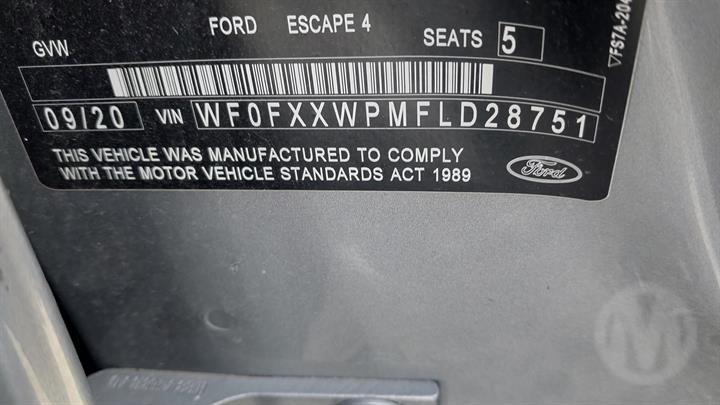 FORD ESCAPE 4 SEATS 5
GVW
09/20 VIN WF0FXXWPMFLD28751
THIS VEHICLE WAS MANUFACTURED TO COMPLY
WITH THE MOTOR VEHICLE STANDARDS ACT 1989
Ford
M